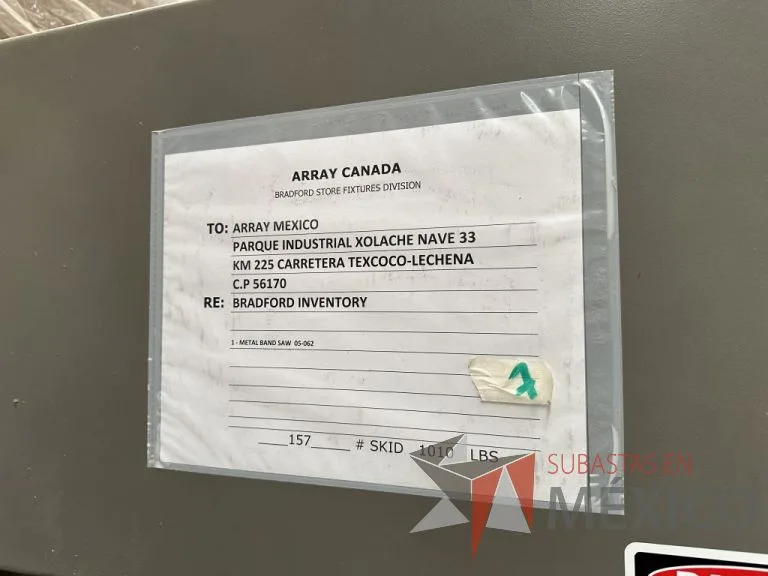 ARRAY CANADA
BRADFORD STORE FIXTURES DIVISION
TO: ARRAY MEXICO
PARQUE INDUSTRIAL XOLACHE NAVE 33
KM 225 CARRETERA TEXCOCO-LECHENA
C.P 56170
RE: BRADFORD INVENTORY
1 - METAL BAND SAW 05-062
157 # SKID 1010 LBS
SUBASTAS EN